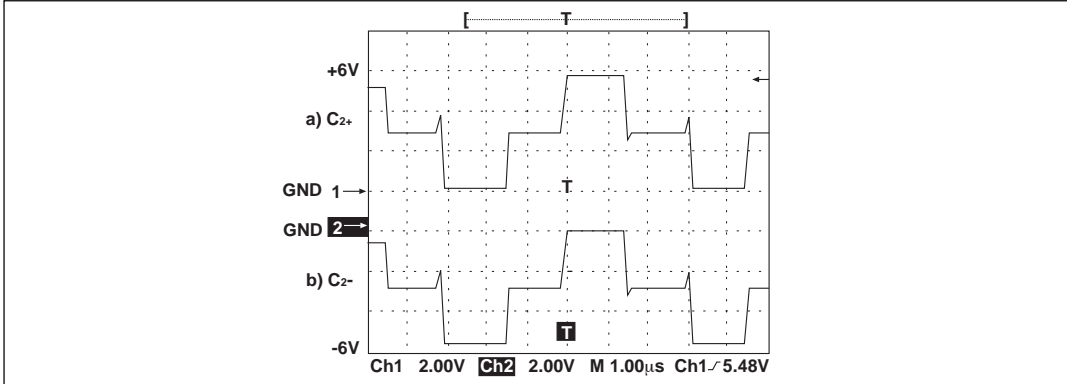 [ T ]
+6V
a) C2+
GND 1
T
GND 2
b) C2-
T
-6V
Ch1 2.00V Ch2 2.00V M 1.00µs Ch1 5.48V